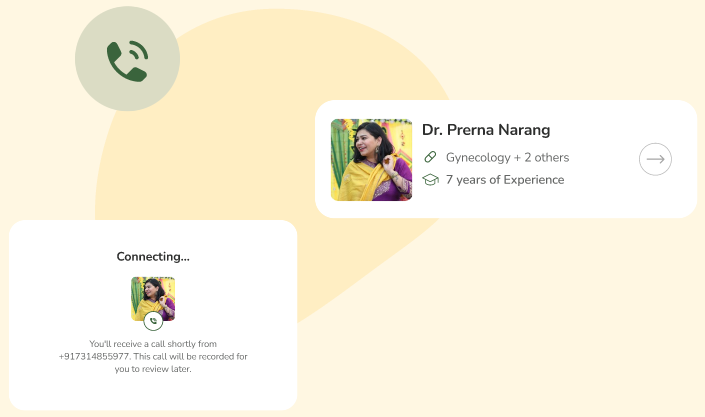 Dr. Prerna Narang
Gynecology + 2 others
7 years of Experience
Connecting...
You'll receive a call shortly from
+917314855977. This call will be recorded for
you to review later.